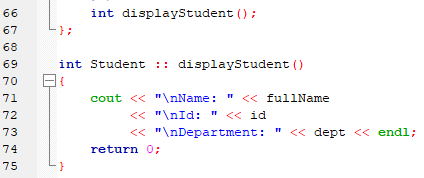 66 int displayStudent();
67 };
68
69 int Student :: displayStudent()
70 {
71 cout << "\nName: " << fullName
72 << "\nId: " << id
73 << "\nDepartment: " << dept << endl;
74 return 0;
75 }